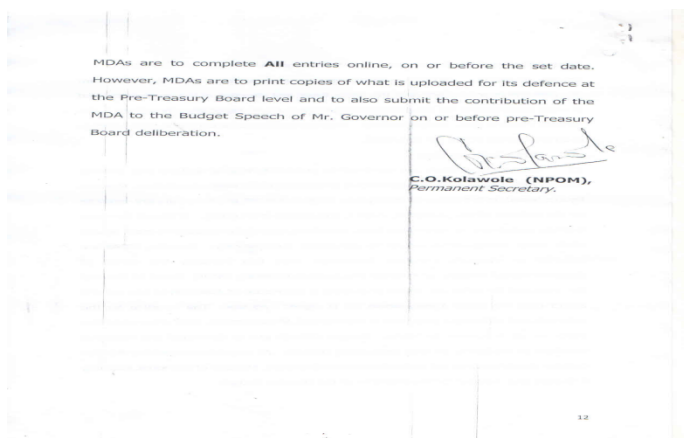 MDAs are to complete All entries online, on or before the set date.
However, MDAs are to print copies of what is uploaded for its defence at
the Pre-Treasury Board level and to also submit the contribution of the
MDA to the Budget Speech of Mr. Governor on or before pre-Treasury
Board deliberation.
C.O.Kolawole (NPOM),
Permanent Secretary.
12